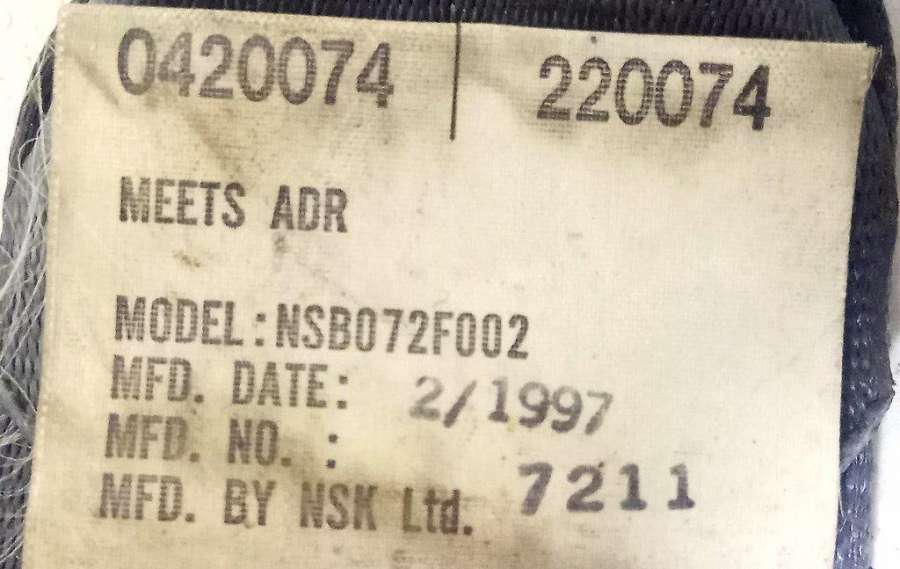 0420074 220074
MEETS ADR
MODEL:NSB072F002
MFD. DATE: 2/1997
MFD. NO. : 7211
MFD. BY NSK Ltd.